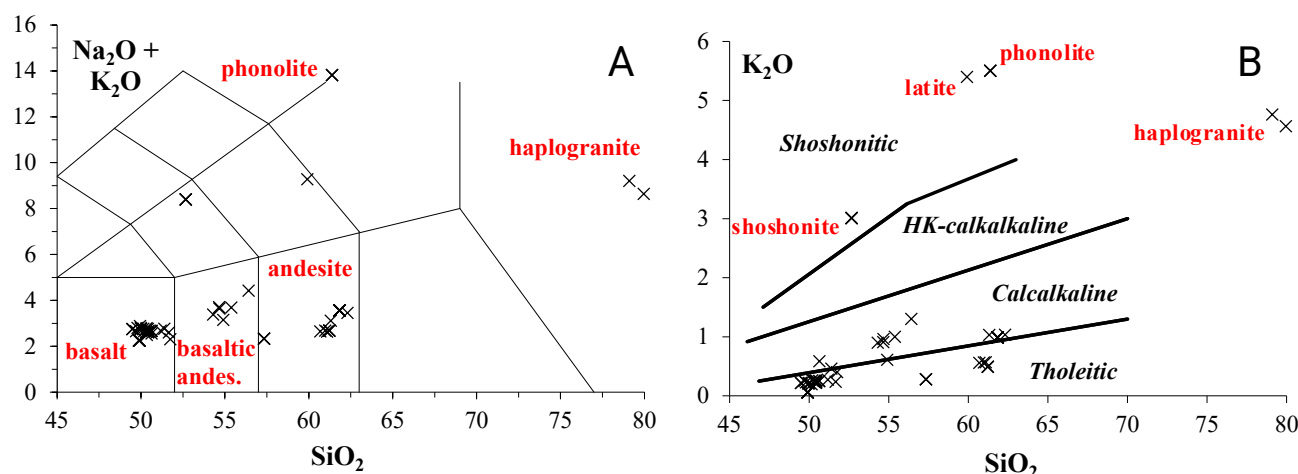 16
14
12
10
8
6
4
2
0
Na₂O +
K₂O
phonolite
A
haplogranite
andesite
basalt
basaltic
andes.
45 50 55 60 65 70 75 80
SiO₂
6
5
4
3
2
1
0
K₂O
phonolite
B
latite
haplogranite
Shoshonitic
shoshonite
HK-calkalkaline
Calcalkaline
Tholeitic
45 50 55 60 65 70 75 80
SiO₂